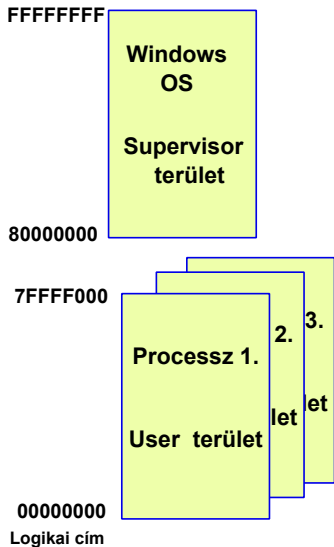 FFFFFFFF
Windows
OS
Supervisor
terület
80000000
7FFFF000
3.
2.
Processz 1.
let
let
User terület
00000000
Logikai cím